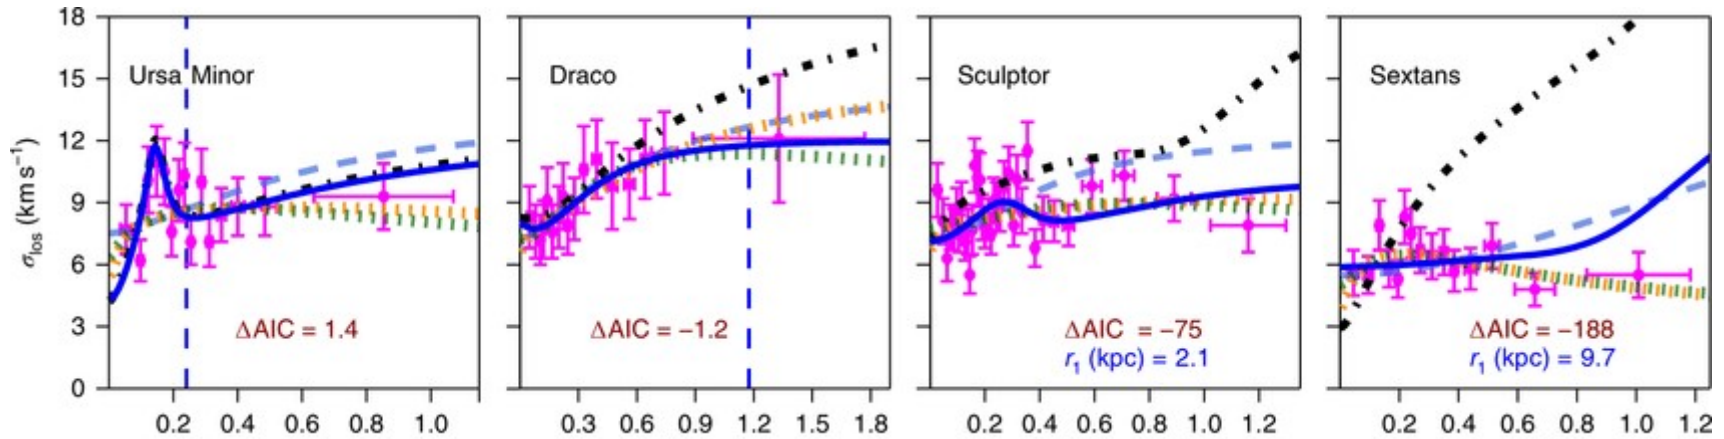 18
15
12
9
6
3
0
σlos (km s−1)
Ursa Minor
ΔAIC = 1.4
0.2 0.4 0.6 0.8 1.0
Draco
ΔAIC = −1.2
0.3 0.6 0.9 1.2 1.5 1.8
Sculptor
ΔAIC = −75
r1 (kpc) = 2.1
0.2 0.4 0.6 0.8 1.0 1.2
Sextans
ΔAIC = −188
r1 (kpc) = 9.7
0.2 0.4 0.6 0.8 1.0 1.2